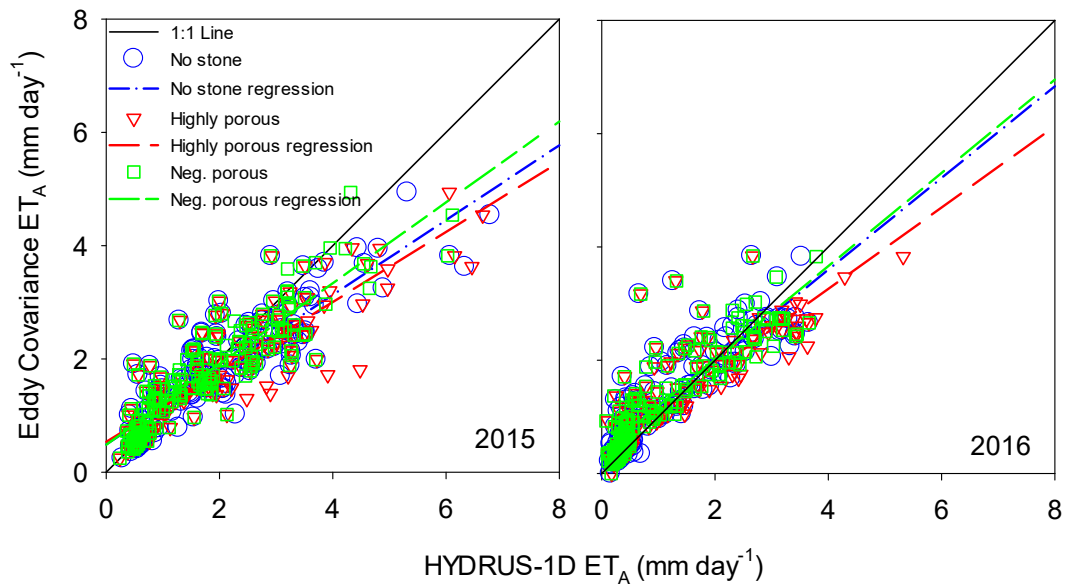 8
6
4
2
0
Eddy Covariance ET_A (mm day⁻¹)
1:1 Line
No stone
No stone regression
Highly porous
Highly porous regression
Neg. porous
Neg. porous regression
2015
2016
0 2 4 6 8
0 2 4 6 8
HYDRUS-1D ET_A (mm day⁻¹)